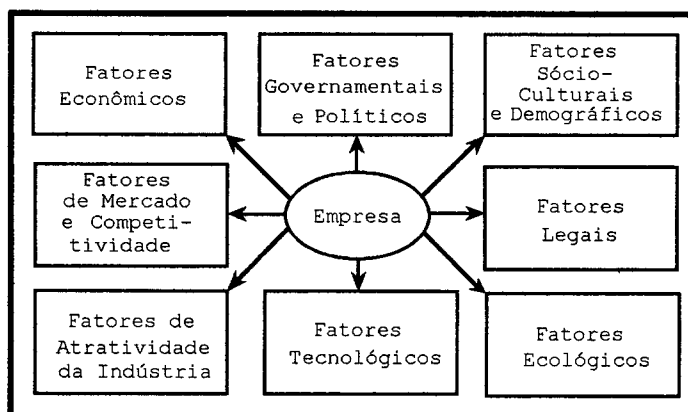 Fatores
Econômicos
Fatores
Governamentais
e Políticos
Fatores
Sócio-
Culturais
e Demográficos
Fatores
de Mercado
e Competi-
tividade
Empresa
Fatores
Legais
Fatores de
Atratividade
da Indústria
Fatores
Tecnológicos
Fatores
Ecológicos